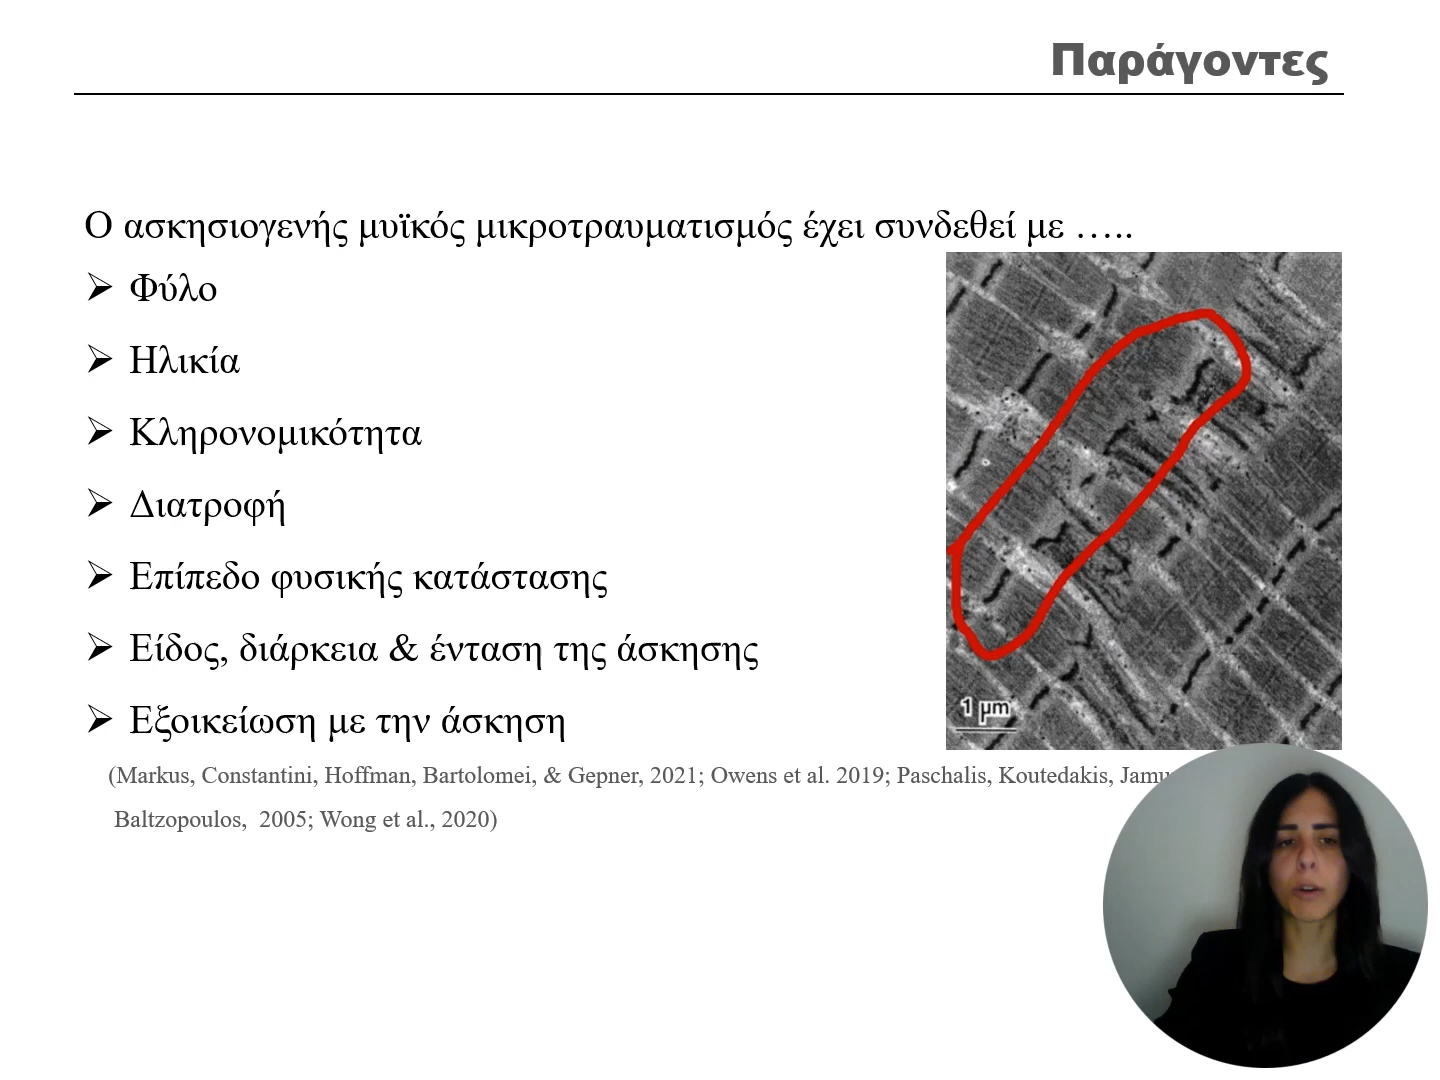 Παράγοντες
Ο ασκησιογενής μυϊκός μικροτραυματισμός έχει συνδεθεί με …..
Φύλο
Ηλικία
Κληρονομικότητα
Διατροφή
Επίπεδο φυσικής κατάστασης
Είδος, διάρκεια & ένταση της άσκησης
Εξοικείωση με την άσκηση
1 μm
(Markus, Constantini, Hoffman, Bartolomei, & Gepner, 2021; Owens et al. 2019; Paschalis, Koutedakis,
Baltzopoulos, 2005; Wong et al., 2020)